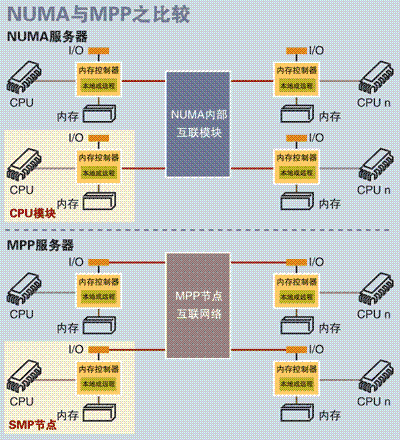 NUMA与MPP之比较
NUMA服务器
I/O
I/O
内存控制器
内存控制器
本地或远程
本地或远程
CPU
内存
NUMA内部
互联模块
内存
CPU n
I/O
I/O
内存控制器
内存控制器
本地或远程
本地或远程
CPU
内存
内存
CPU n
CPU模块
MPP服务器
I/O
I/O
内存控制器
内存控制器
本地或远程
本地或远程
CPU
内存
MPP节点
互联网络
内存
CPU n
I/O
I/O
内存控制器
内存控制器
本地或远程
本地或远程
CPU
内存
内存
CPU n
SMP节点